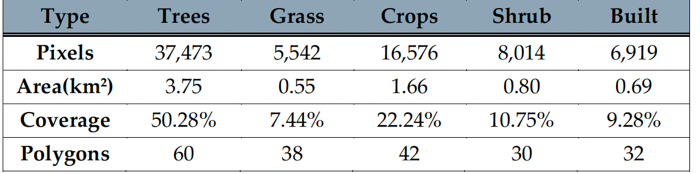 Type Trees Grass Crops Shrub Built
Pixels 37,473 5,542 16,576 8,014 6,919
Area(km²) 3.75 0.55 1.66 0.80 0.69
Coverage 50.28% 7.44% 22.24% 10.75% 9.28%
Polygons 60 38 42 30 32